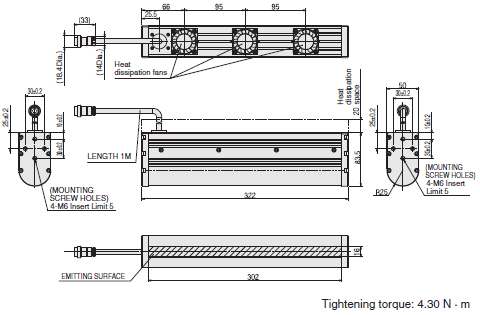 66 95 95
25.5
(33)
(18.4Dia.)
(14Dia.)
Heat
dissipation fans
Heat
dissipation
20 space
30±0.2
25±0.2
10±0.2
LENGTH 1M
83.5
322
(MOUNTING
SCREW HOLES)
4-M6 Insert
Limit 5
50
30±0.2
25±0.2
10±0.2
R25
(MOUNTING
SCREW HOLES)
4-M6 Insert
Limit 5
16
EMITTING SURFACE
302
Tightening torque: 4.30 N · m